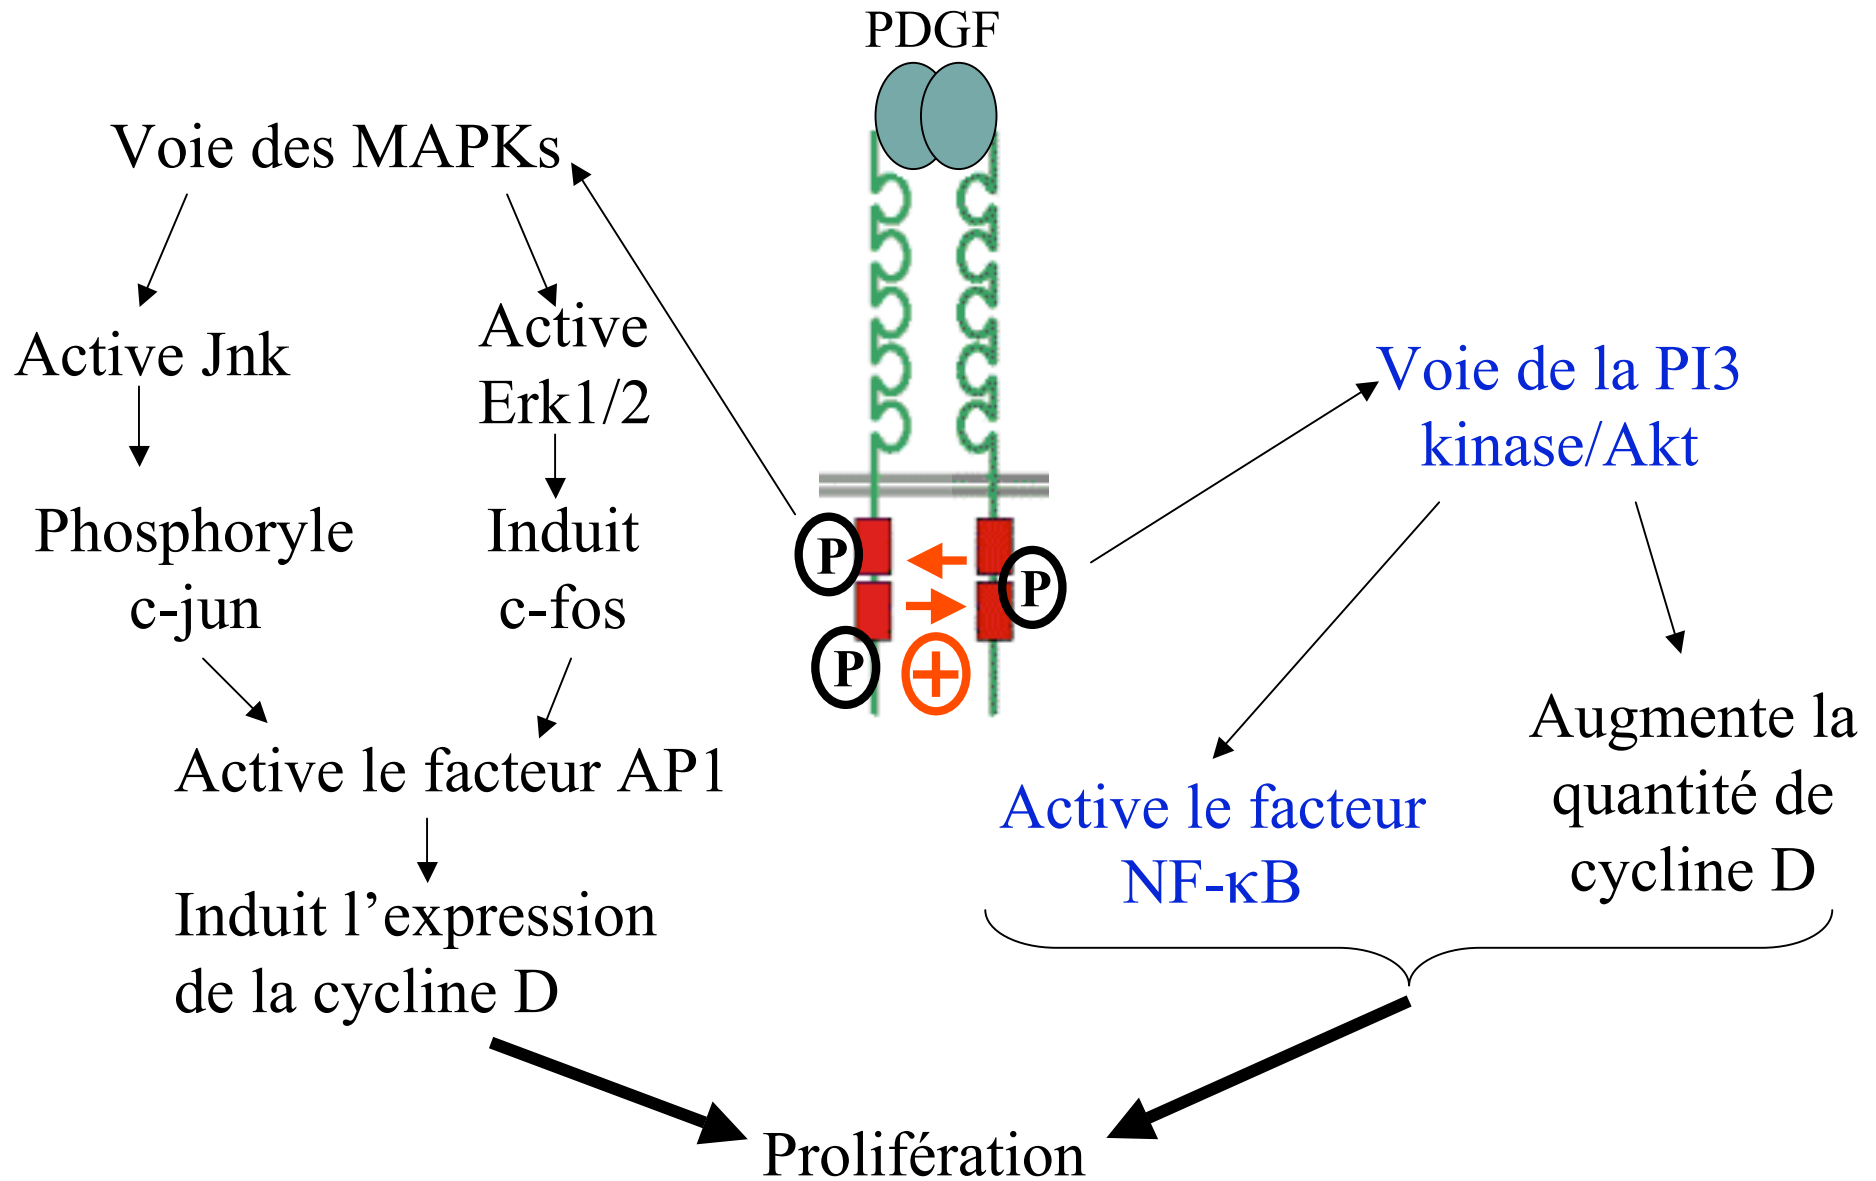 PDGF
Voie des MAPKs
Active Jnk
Active
Erk1/2
Phosphoryle
c-jun
Induit
c-fos
Active le facteur AP1
Induit l’expression
de la cycline D
P
P
P
Voie de la PI3
kinase/Akt
Active le facteur
NF-κB
Augmente la
quantité de
cycline D
Prolifération